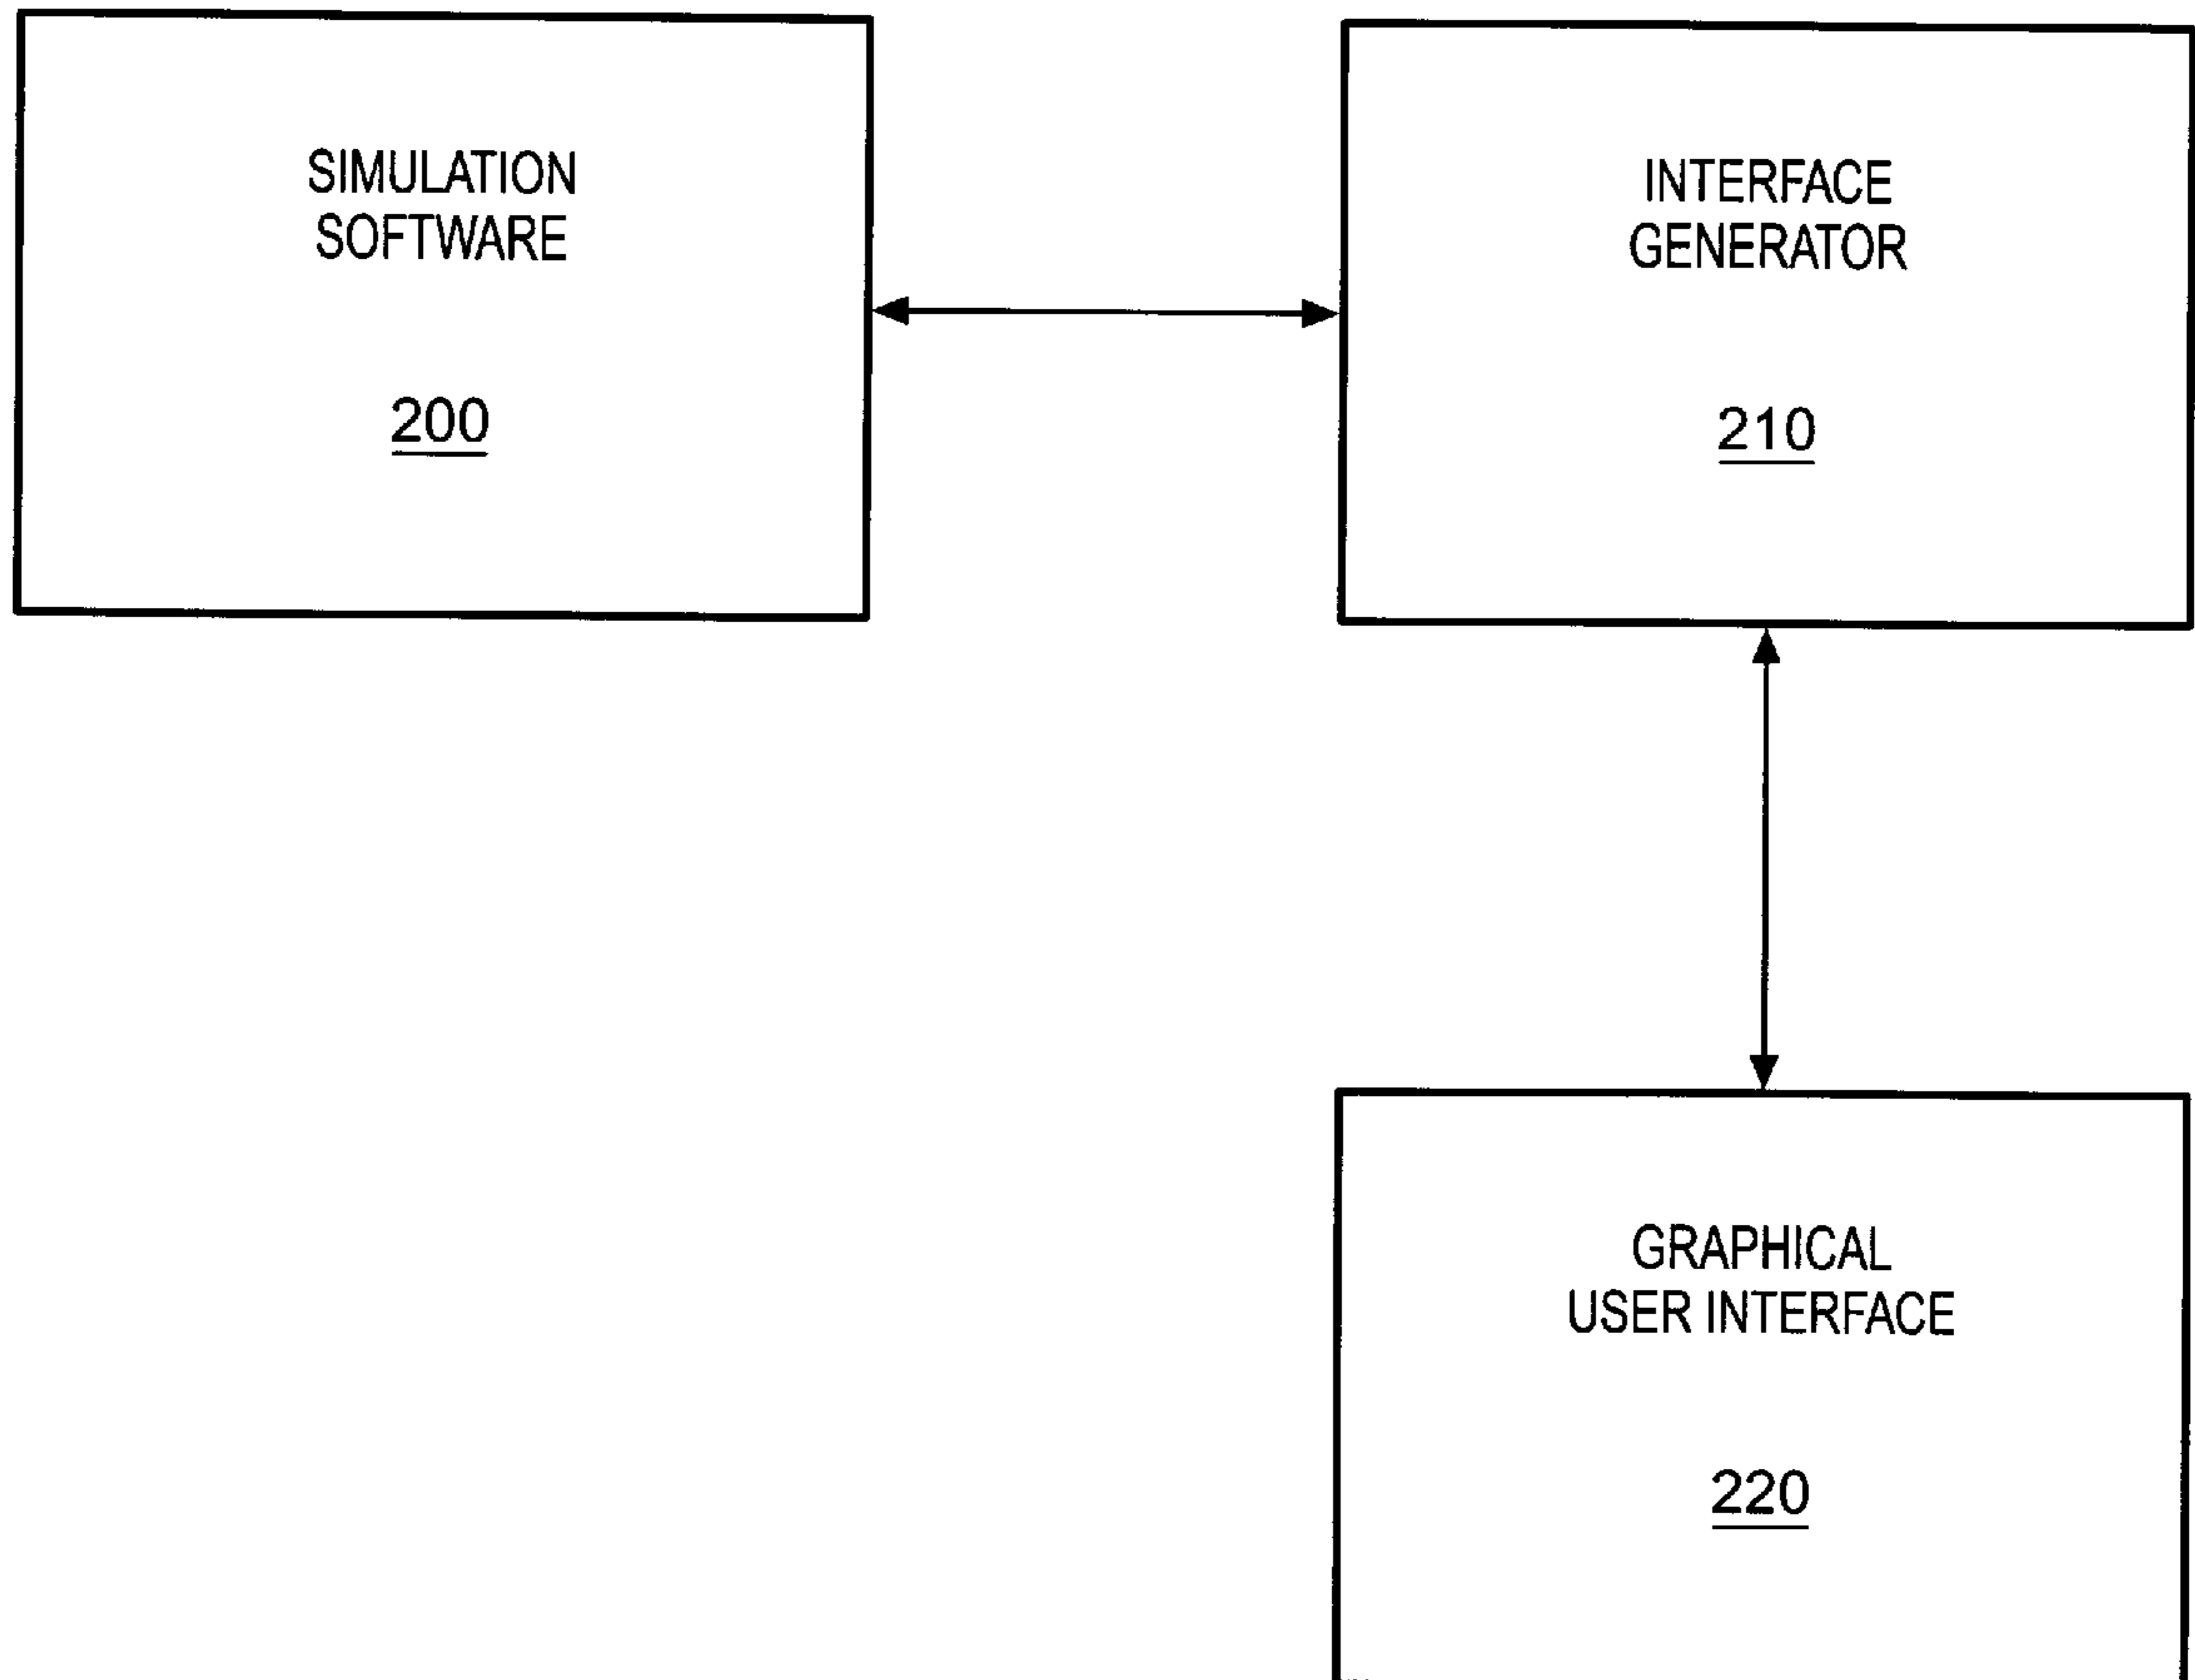 SIMULATION
SOFTWARE
200
INTERFACE
GENERATOR
210
GRAPHICAL
USER INTERFACE
220